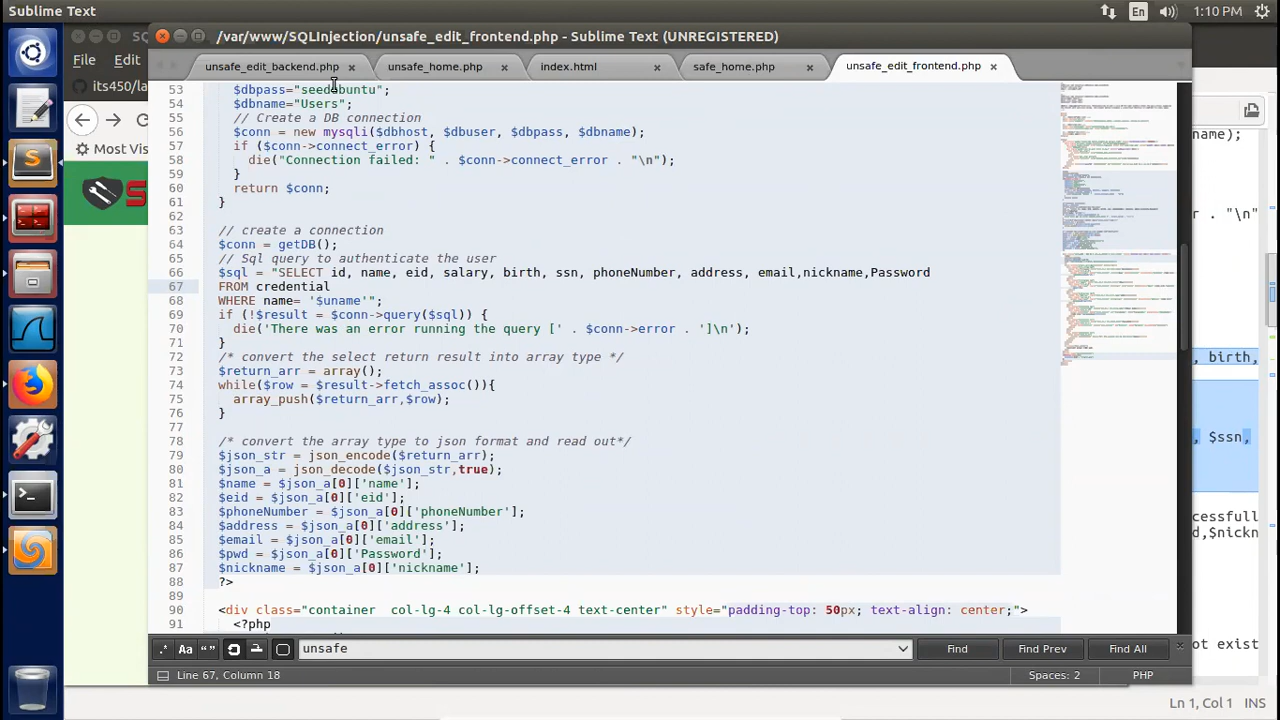 Sublime Text
En
1:10 PM
/var/www/SQLInjection/unsafe_edit_frontend.php - Sublime Text (UNREGISTERED)
File Edit
its450/la
Most Vis
unsafe_edit_backend.php
unsafe_home.php
index.html
safe_home.php
unsafe_edit_frontend.php
53 $dbpass="seedubuntu";
54 $dbname="Users";
55 // Create a DB connection
56 $conn = new mysqli($dbhost, $dbuser, $dbpass, $dbname);
57 if ($conn->connect_error) {
58 die("Connection failed: " . $conn->connect_error . "\n");
59 }
60 return $conn;
61 }
62
63 // create a connection
64 $conn = getDB();
65 // Sql query to authenticate the user
66 $sql = "SELECT id, name, eid, salary, birth, ssn, phoneNumber, address, email,nickname,Password
67 FROM credential
68 WHERE name= '$name'";
69 if (!$result = $conn->query($sql)) {
70 die('There was an error running the query [' . $conn->error . ']\n');
71 }
72 /* convert the select return result into array type */
73 $return_arr = array();
74 while($row = $result->fetch_assoc()){
75 array_push($return_arr,$row);
76 }
77
78 /* convert the array type to json format and read out*/
79 $json_str = json_encode($return_arr);
80 $json_a = json_decode($json_str,true);
81 $name = $json_a[0]['name'];
82 $eid = $json_a[0]['eid'];
83 $phoneNumber = $json_a[0]['phoneNumber'];
84 $address = $json_a[0]['address'];
85 $email = $json_a[0]['email'];
86 $pwd = $json_a[0]['Password'];
87 $nickname = $json_a[0]['nickname'];
88 ?>
89
90 <div class="container col-lg-4 col-lg-offset-4 text-center" style="padding-top: 50px; text-align: center;">
91 <?php
name);
r . "\n"
, birth,
, $ssn,
cessfull
d,$nickn
ot exist
unsafe
Find
Find Prev
Find All
Line 67, Column 18
Spaces: 2
PHP
Ln 1, Col 1
INS